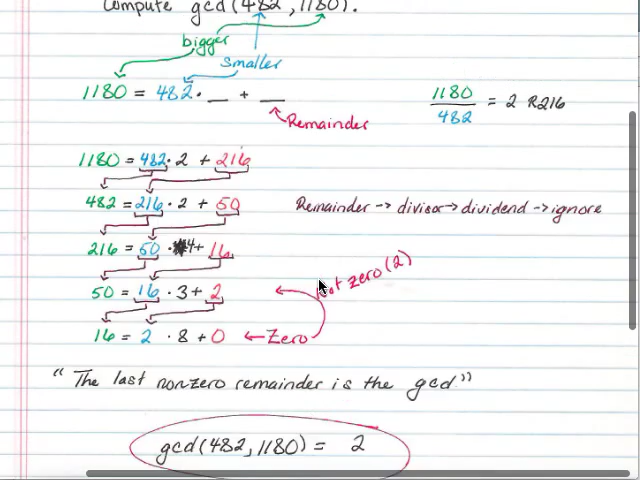 Compute gcd(482,1180).
bigger
smaller
1180 = 482 · __ + __
1180/482 = 2 R216
Remainder
1180 = 482 · 2 + 216
482 = 216 · 2 + 50
Remainder -> divisor -> dividend -> ignore
216 = 50 · 4 + 16
Not zero (2)
50 = 16 · 3 + 2
16 = 2 · 8 + 0 <- Zero
"The last nonzero remainder is the gcd"
gcd(482,1180) = 2